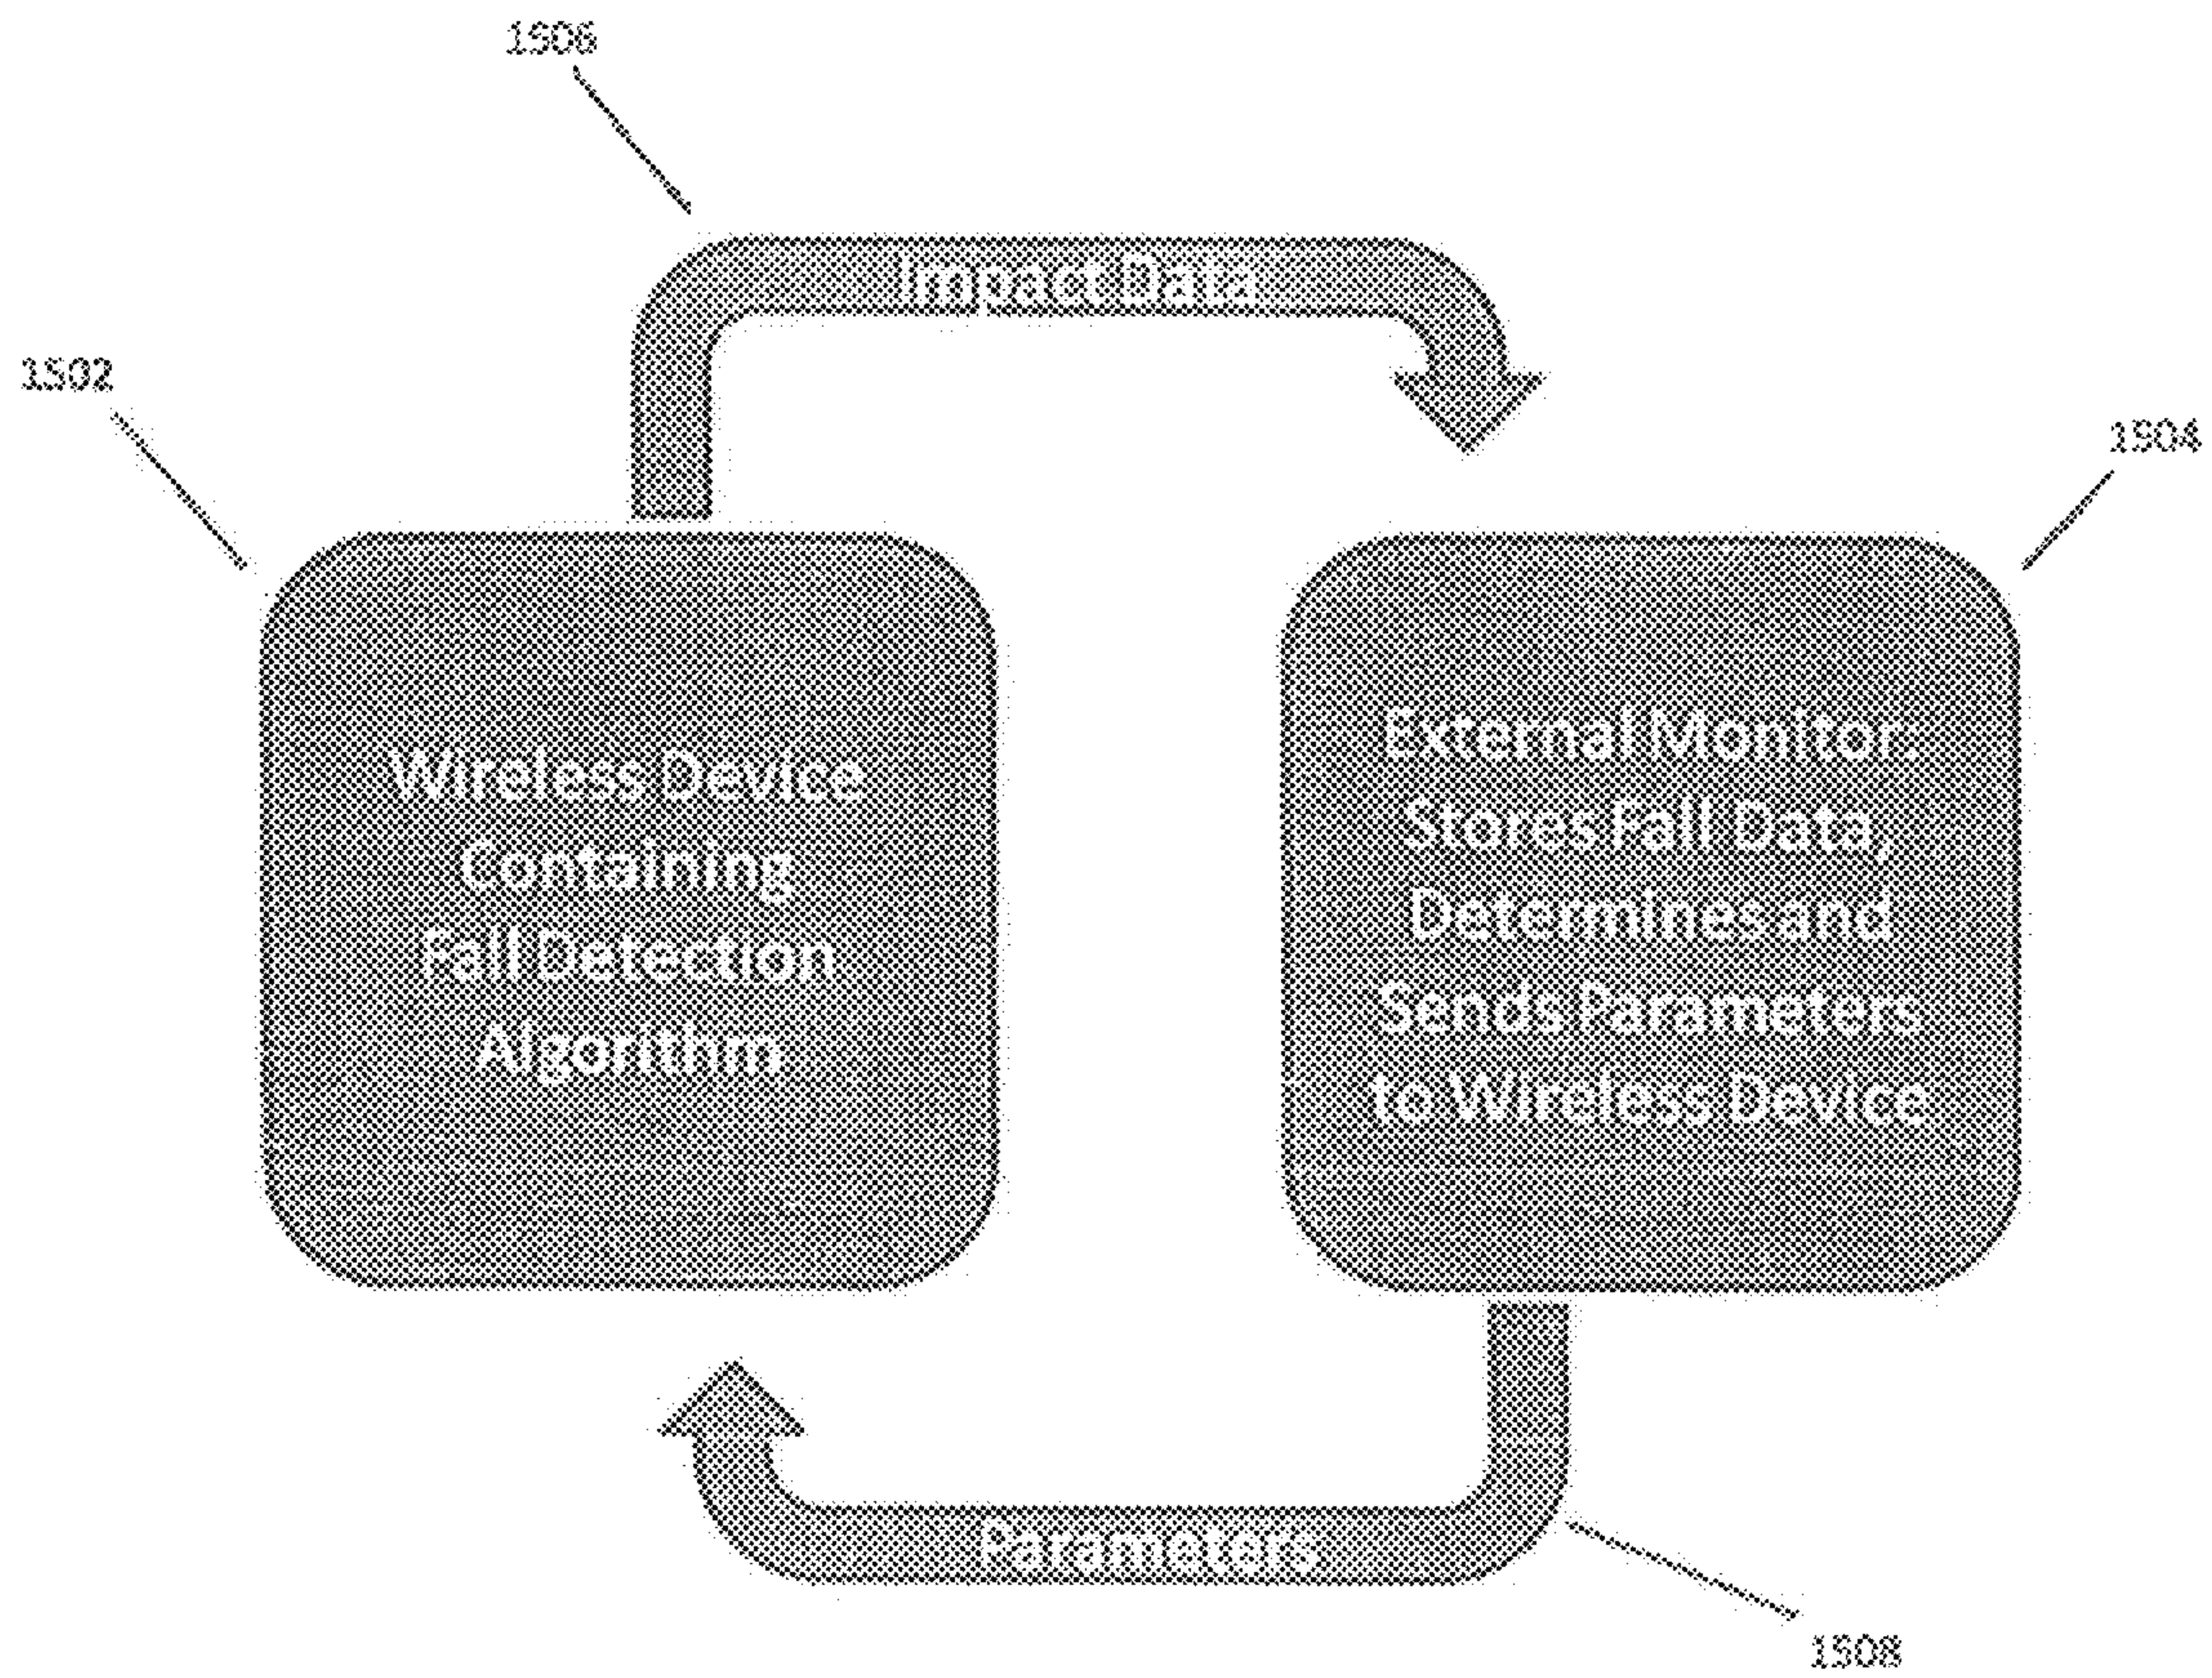 1506
Impact Data
1502
1504
Wireless Device
Containing
Fall Detection
Algorithm
External Monitor:
Stores Fall Data,
Determines and
Sends Parameters
to Wireless Device
Parameters
1508